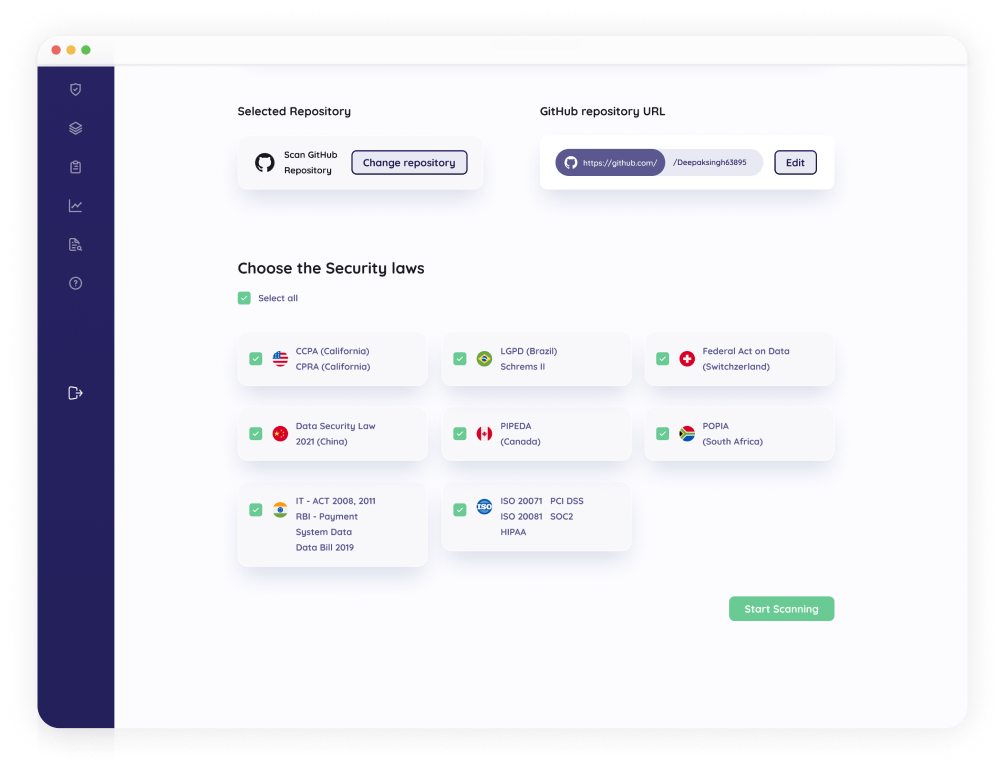 Selected Repository
GitHub repository URL
Scan GitHub
Repository
Change repository
https://github.com/
/Deepaksingh63895
Edit
Choose the Security laws
Select all
CCPA (California)
CPRA (California)
LGPD (Brazil)
Schrems II
Federal Act on Data
(Switchzerland)
Data Security Law
2021 (China)
PIPEDA
(Canada)
POPIA
(South Africa)
IT - ACT 2008, 2011
RBI - Payment
System Data
Data Bill 2019
ISO
ISO 20071 PCI DSS
ISO 20081 SOC2
HIPAA
Start Scanning